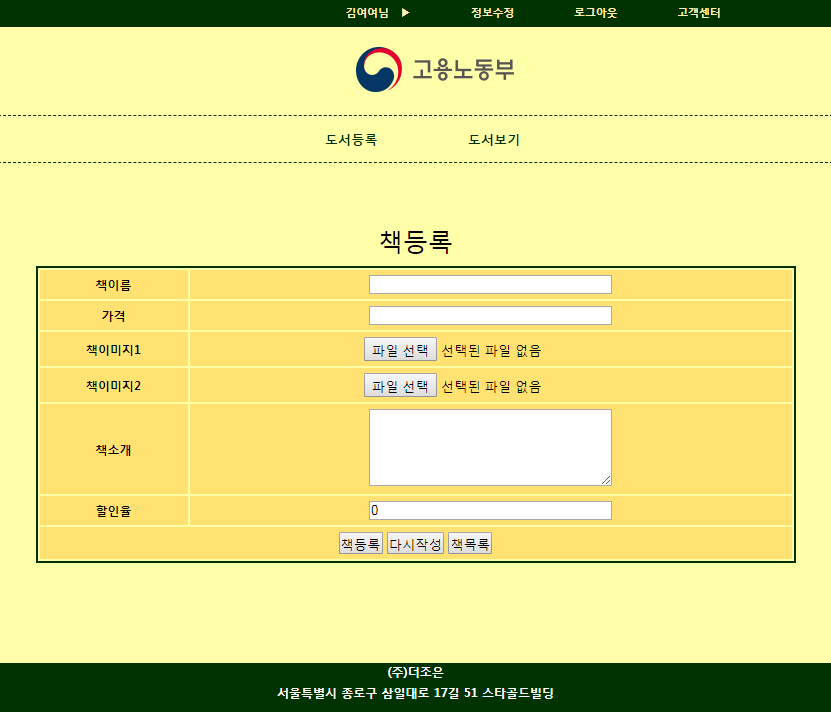 김여여님 ▶ 정보수정 로그아웃 고객센터
고용노동부
도서등록 도서보기
책등록
책이름
가격
책이미지1 파일 선택 선택된 파일 없음
책이미지2 파일 선택 선택된 파일 없음
책소개
할인율 0
책등록 다시작성 책목록
(주)더조은
서울특별시 종로구 삼일대로 17길 51 스타골드빌딩